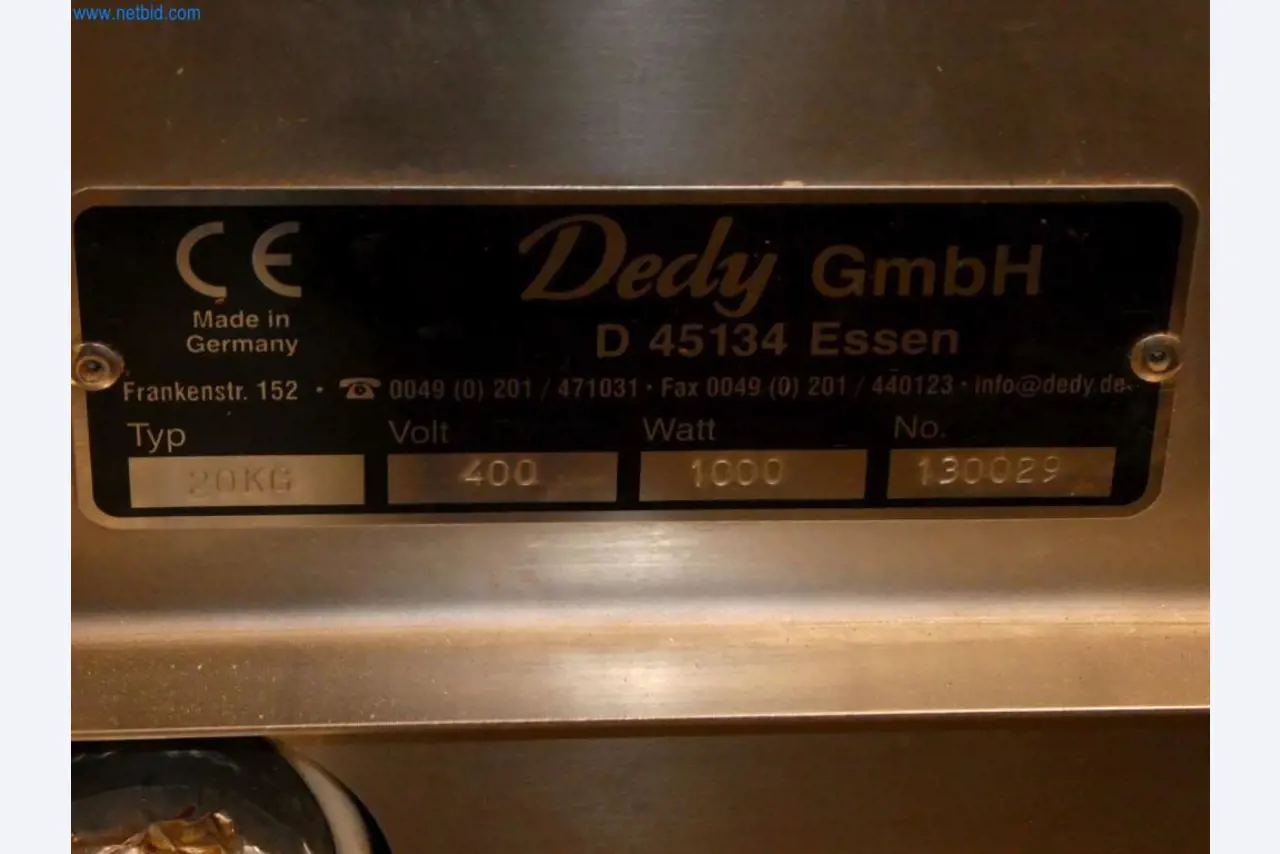 www.netbid.com
CE
Dedy GmbH
Made in
Germany
D 45134 Essen
Frankenstr. 152 · ☎ 0049 (0) 201 / 471031 · Fax 0049 (0) 201 / 440123 · info@dedy.de
Typ Volt Watt No.
20KG 400 1000 130029